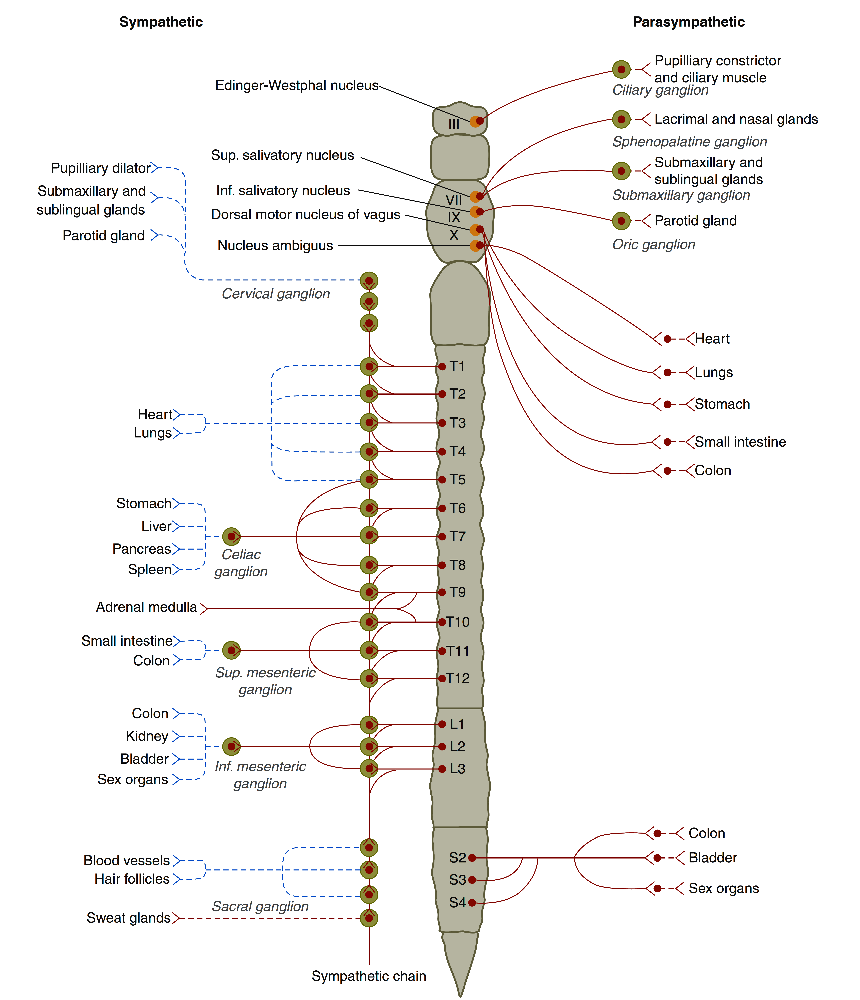 Sympathetic
Parasympathetic
Edinger-Westphal nucleus
Sup. salivatory nucleus
Inf. salivatory nucleus
Dorsal motor nucleus of vagus
Nucleus ambiguus
Pupilliary dilator
Submaxillary and
sublingual glands
Parotid gland
Cervical ganglion
Heart
Lungs
Stomach
Liver
Pancreas
Spleen
Celiac
ganglion
Adrenal medulla
Small intestine
Colon
Sup. mesenteric
ganglion
Colon
Kidney
Bladder
Sex organs
Inf. mesenteric
ganglion
Blood vessels
Hair follicles
Sacral ganglion
Sweat glands
Sympathetic chain
III
VII
IX
X
T1
T2
T3
T4
T5
T6
T7
T8
T9
T10
T11
T12
L1
L2
L3
S2
S3
S4
Pupilliary constrictor
and ciliary muscle
Ciliary ganglion
Lacrimal and nasal glands
Sphenopalatine ganglion
Submaxillary and
sublingual glands
Submaxillary ganglion
Parotid gland
Oric ganglion
Heart
Lungs
Stomach
Small intestine
Colon
Colon
Bladder
Sex organs